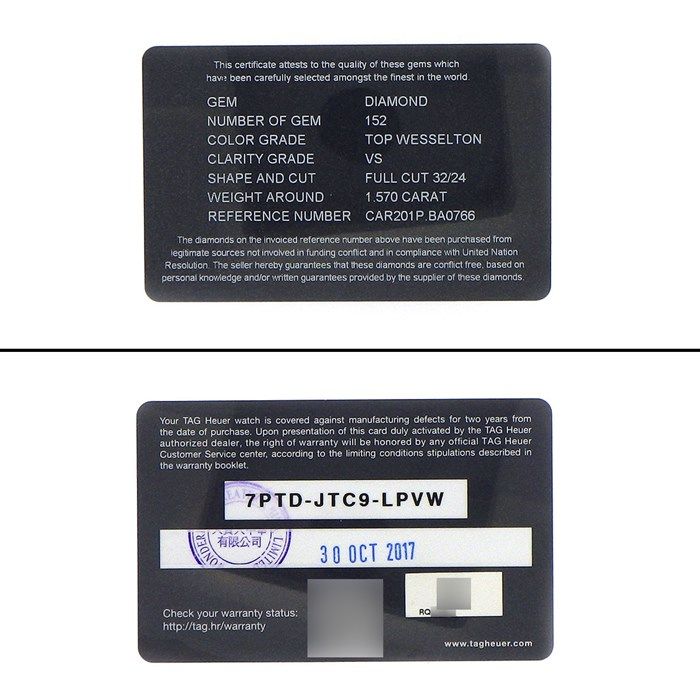 This certificate attests to the quality of these gems which
have been carefully selected amongst the finest in the world.
GEM DIAMOND
NUMBER OF GEM 152
COLOR GRADE TOP WESSELTON
CLARITY GRADE VS
SHAPE AND CUT FULL CUT 32/24
WEIGHT AROUND 1.570 CARAT
REFERENCE NUMBER CAR201P.BA0766
The diamonds on the invoiced reference number above have been purchased from
legitimate sources not involved in funding conflict and in compliance with United Nation
Resolution. The seller hereby guarantees that these diamonds are conflict free, based on
personal knowledge and/or written guarantees provided by the supplier of these diamonds.
Your TAG Heuer watch is covered against manufacturing defects for two years from
the date of purchase. Upon presentation of this card duly activated by the TAG Heuer
authorized dealer, the right of warranty will be honored by any official TAG Heuer
Customer Service center, according to the limiting conditions stipulations described in
the warranty booklet.
7PTD-JTC9-LPVW
有限公司
LIMITED
30 OCT 2017
RQ
Check your warranty status:
http://tag.hr/warranty
www.tagheuer.com